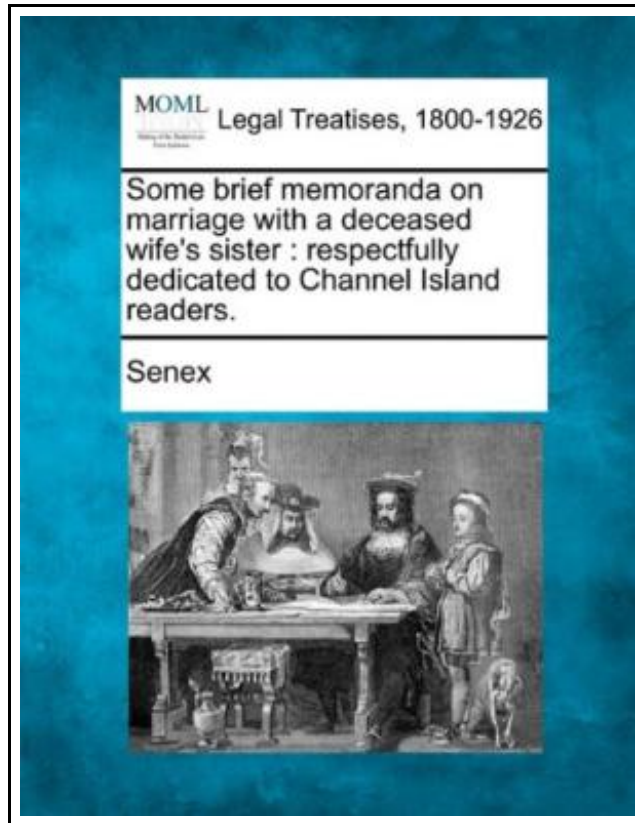 MOML
Legal Treatises, 1800-1926
Some brief memoranda on
marriage with a deceased
wife's sister : respectfully
dedicated to Channel Island
readers.
Senex